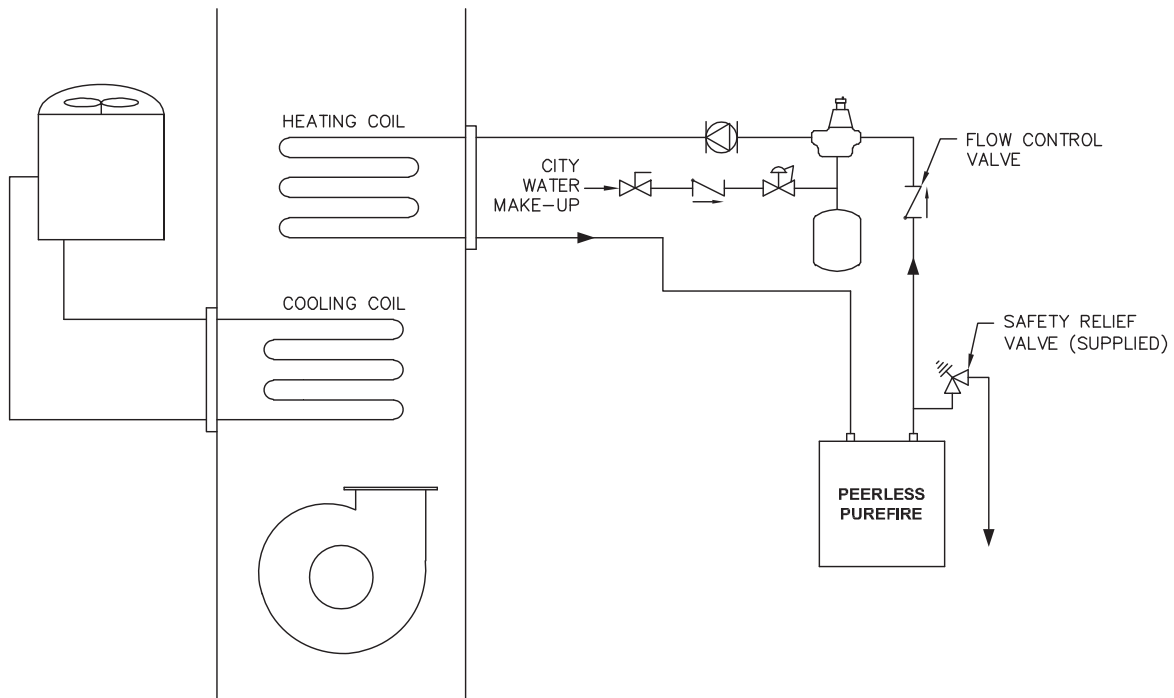 HEATING COIL
CITY
WATER
MAKE-UP
FLOW CONTROL
VALVE
COOLING COIL
SAFETY RELIEF
VALVE (SUPPLIED)
PEERLESS
PUREFIRE